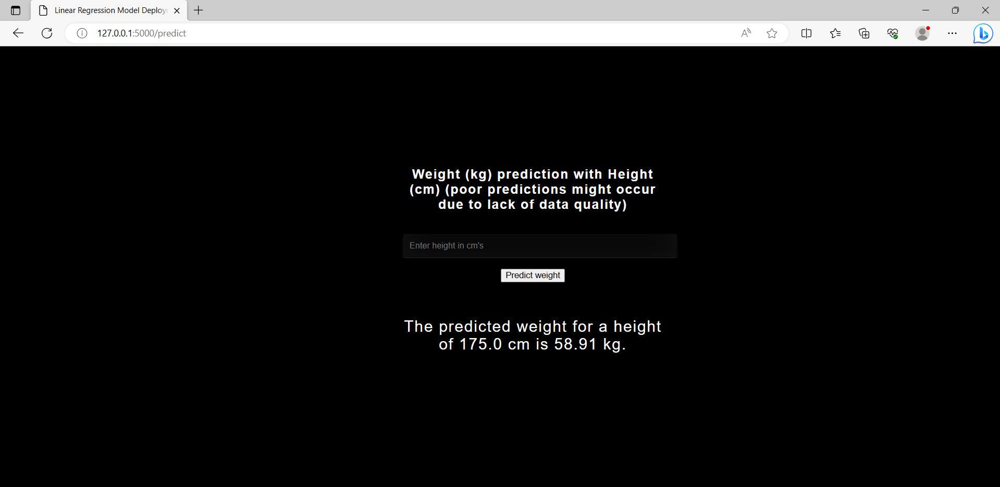 Linear Regression Model Deploy
127.0.0.1:5000/predict
Weight (kg) prediction with Height
(cm) (poor predictions might occur
due to lack of data quality)
Enter height in cm's
Predict weight
The predicted weight for a height
of 175.0 cm is 58.91 kg.